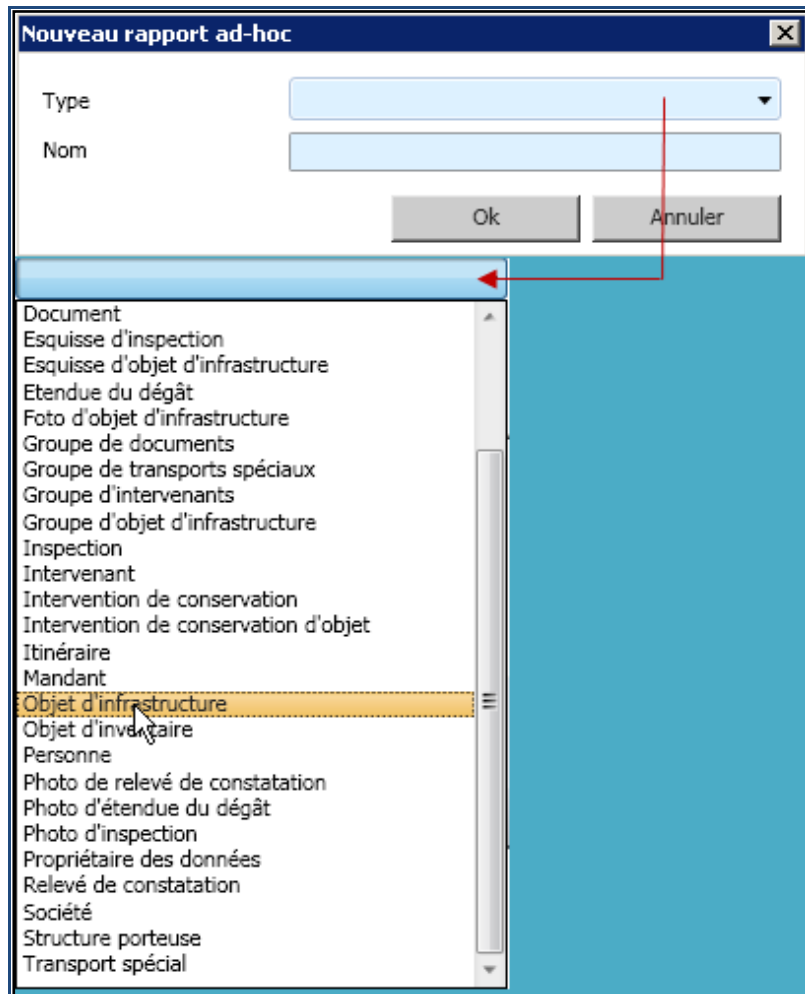 Nouveau rapport ad-hoc
Type
Nom
Ok
Annuler
Document
Esquisse d'inspection
Esquisse d'objet d'infrastructure
Etendue du dégât
Foto d'objet d'infrastructure
Groupe de documents
Groupe de transports spéciaux
Groupe d'intervenants
Groupe d'objet d'infrastructure
Inspection
Intervenant
Intervention de conservation
Intervention de conservation d'objet
Itinéraire
Mandant
Objet d'infrastructure
Objet d'inventaire
Personne
Photo de relevé de constatation
Photo d'étendue du dégât
Photo d'inspection
Propriétaire des données
Relevé de constatation
Société
Structure porteuse
Transport spécial